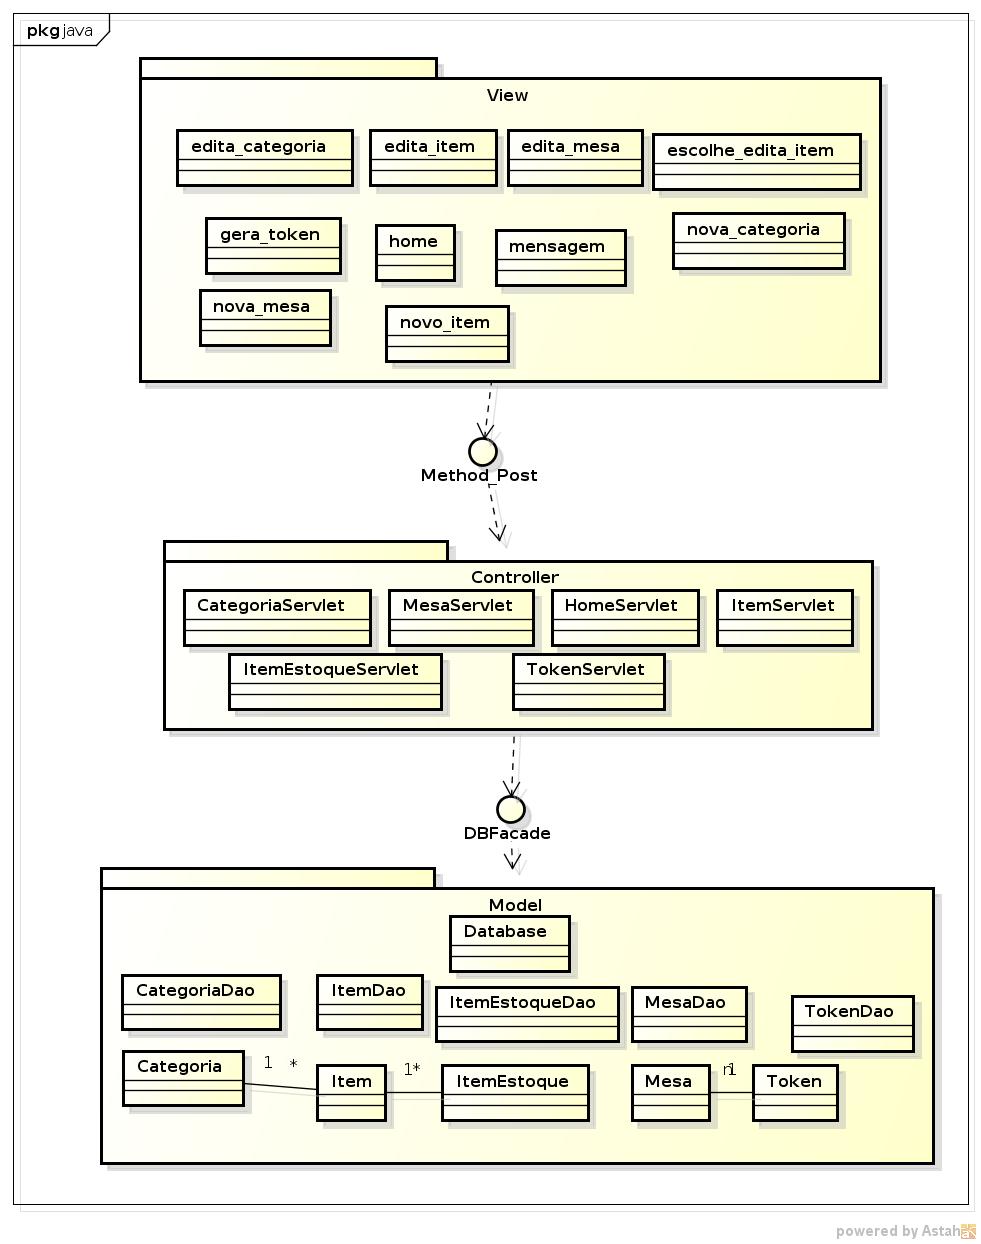 pkg java
View
edita_categoria edita_item edita_mesa escolhe_edita_item
gera_token home mensagem nova_categoria
nova_mesa novo_item
Method_Post
Controller
CategoriaServlet MesaServlet HomeServlet ItemServlet
ItemEstoqueServlet TokenServlet
DBFacade
Model
Database
CategoriaDao ItemDao ItemEstoqueDao MesaDao TokenDao
1 * 1 * n 1
Categoria Item ItemEstoque Mesa Token
powered by Astah